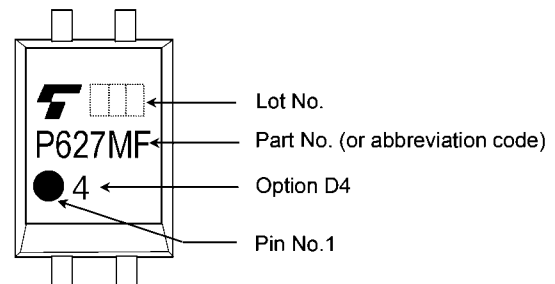 Lot No.
P627MF
Part No. (or abbreviation code)
4
Option D4
Pin No.1